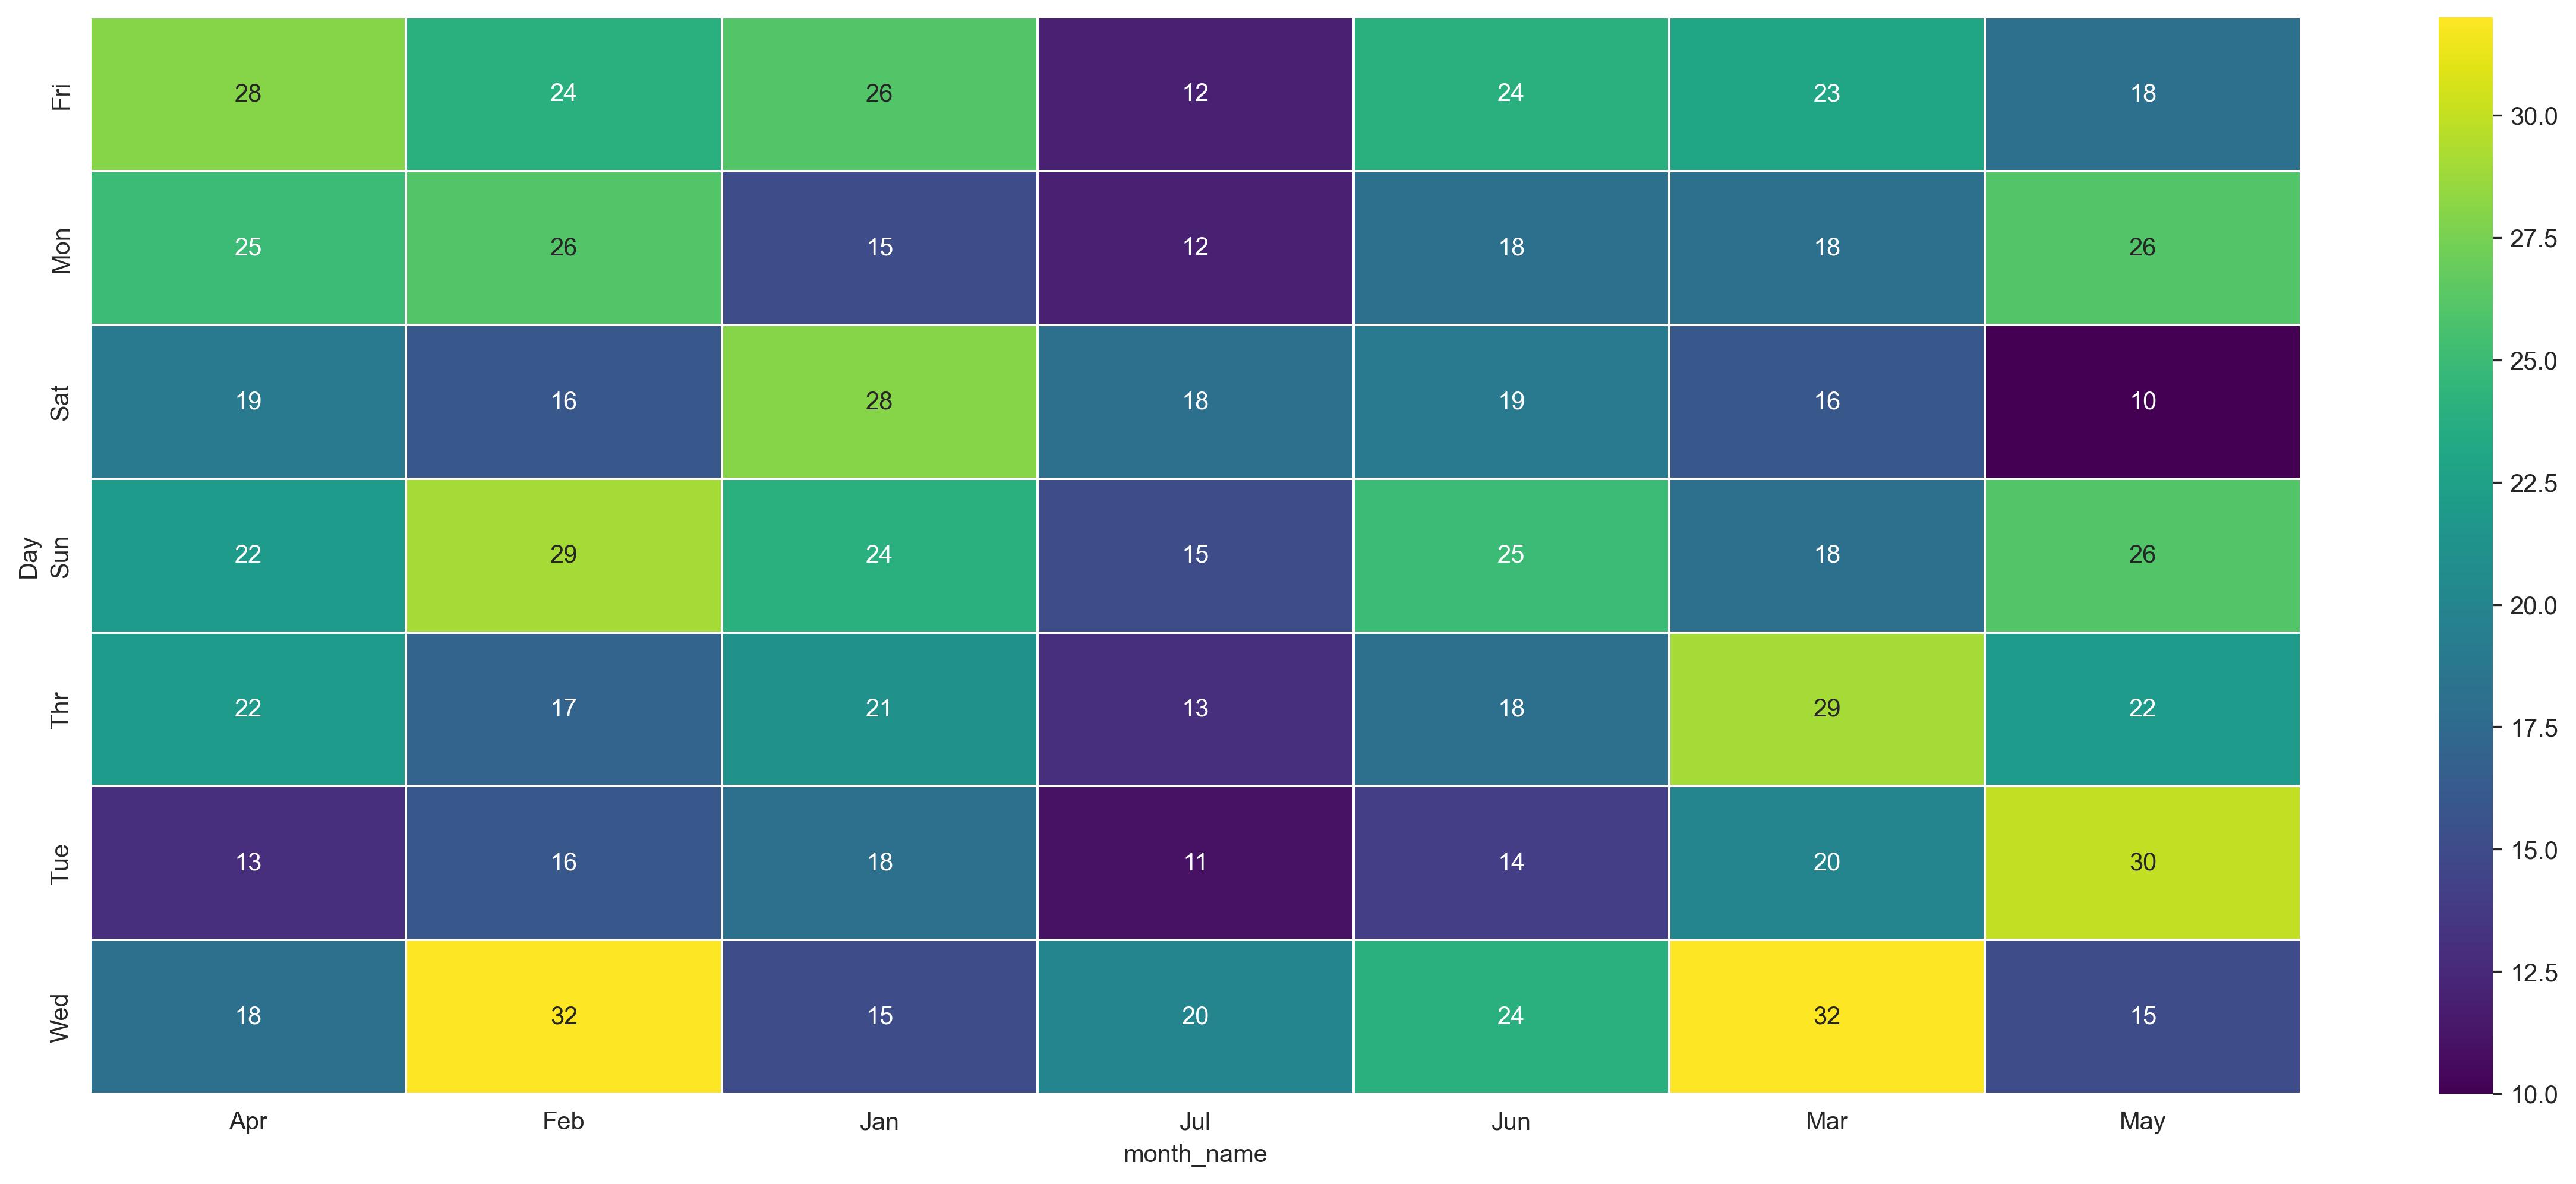 Fri 28 24 26 12 24 23 18
Mon 25 26 15 12 18 18 26
Sat 19 16 28 18 19 16 10
Sun 22 29 24 15 25 18 26
Thr 22 17 21 13 18 29 22
Tue 13 16 18 11 14 20 30
Wed 18 32 15 20 24 32 15
Day
Apr Feb Jan Jul Jun Mar May
month_name
30.0
27.5
25.0
22.5
20.0
17.5
15.0
12.5
10.0